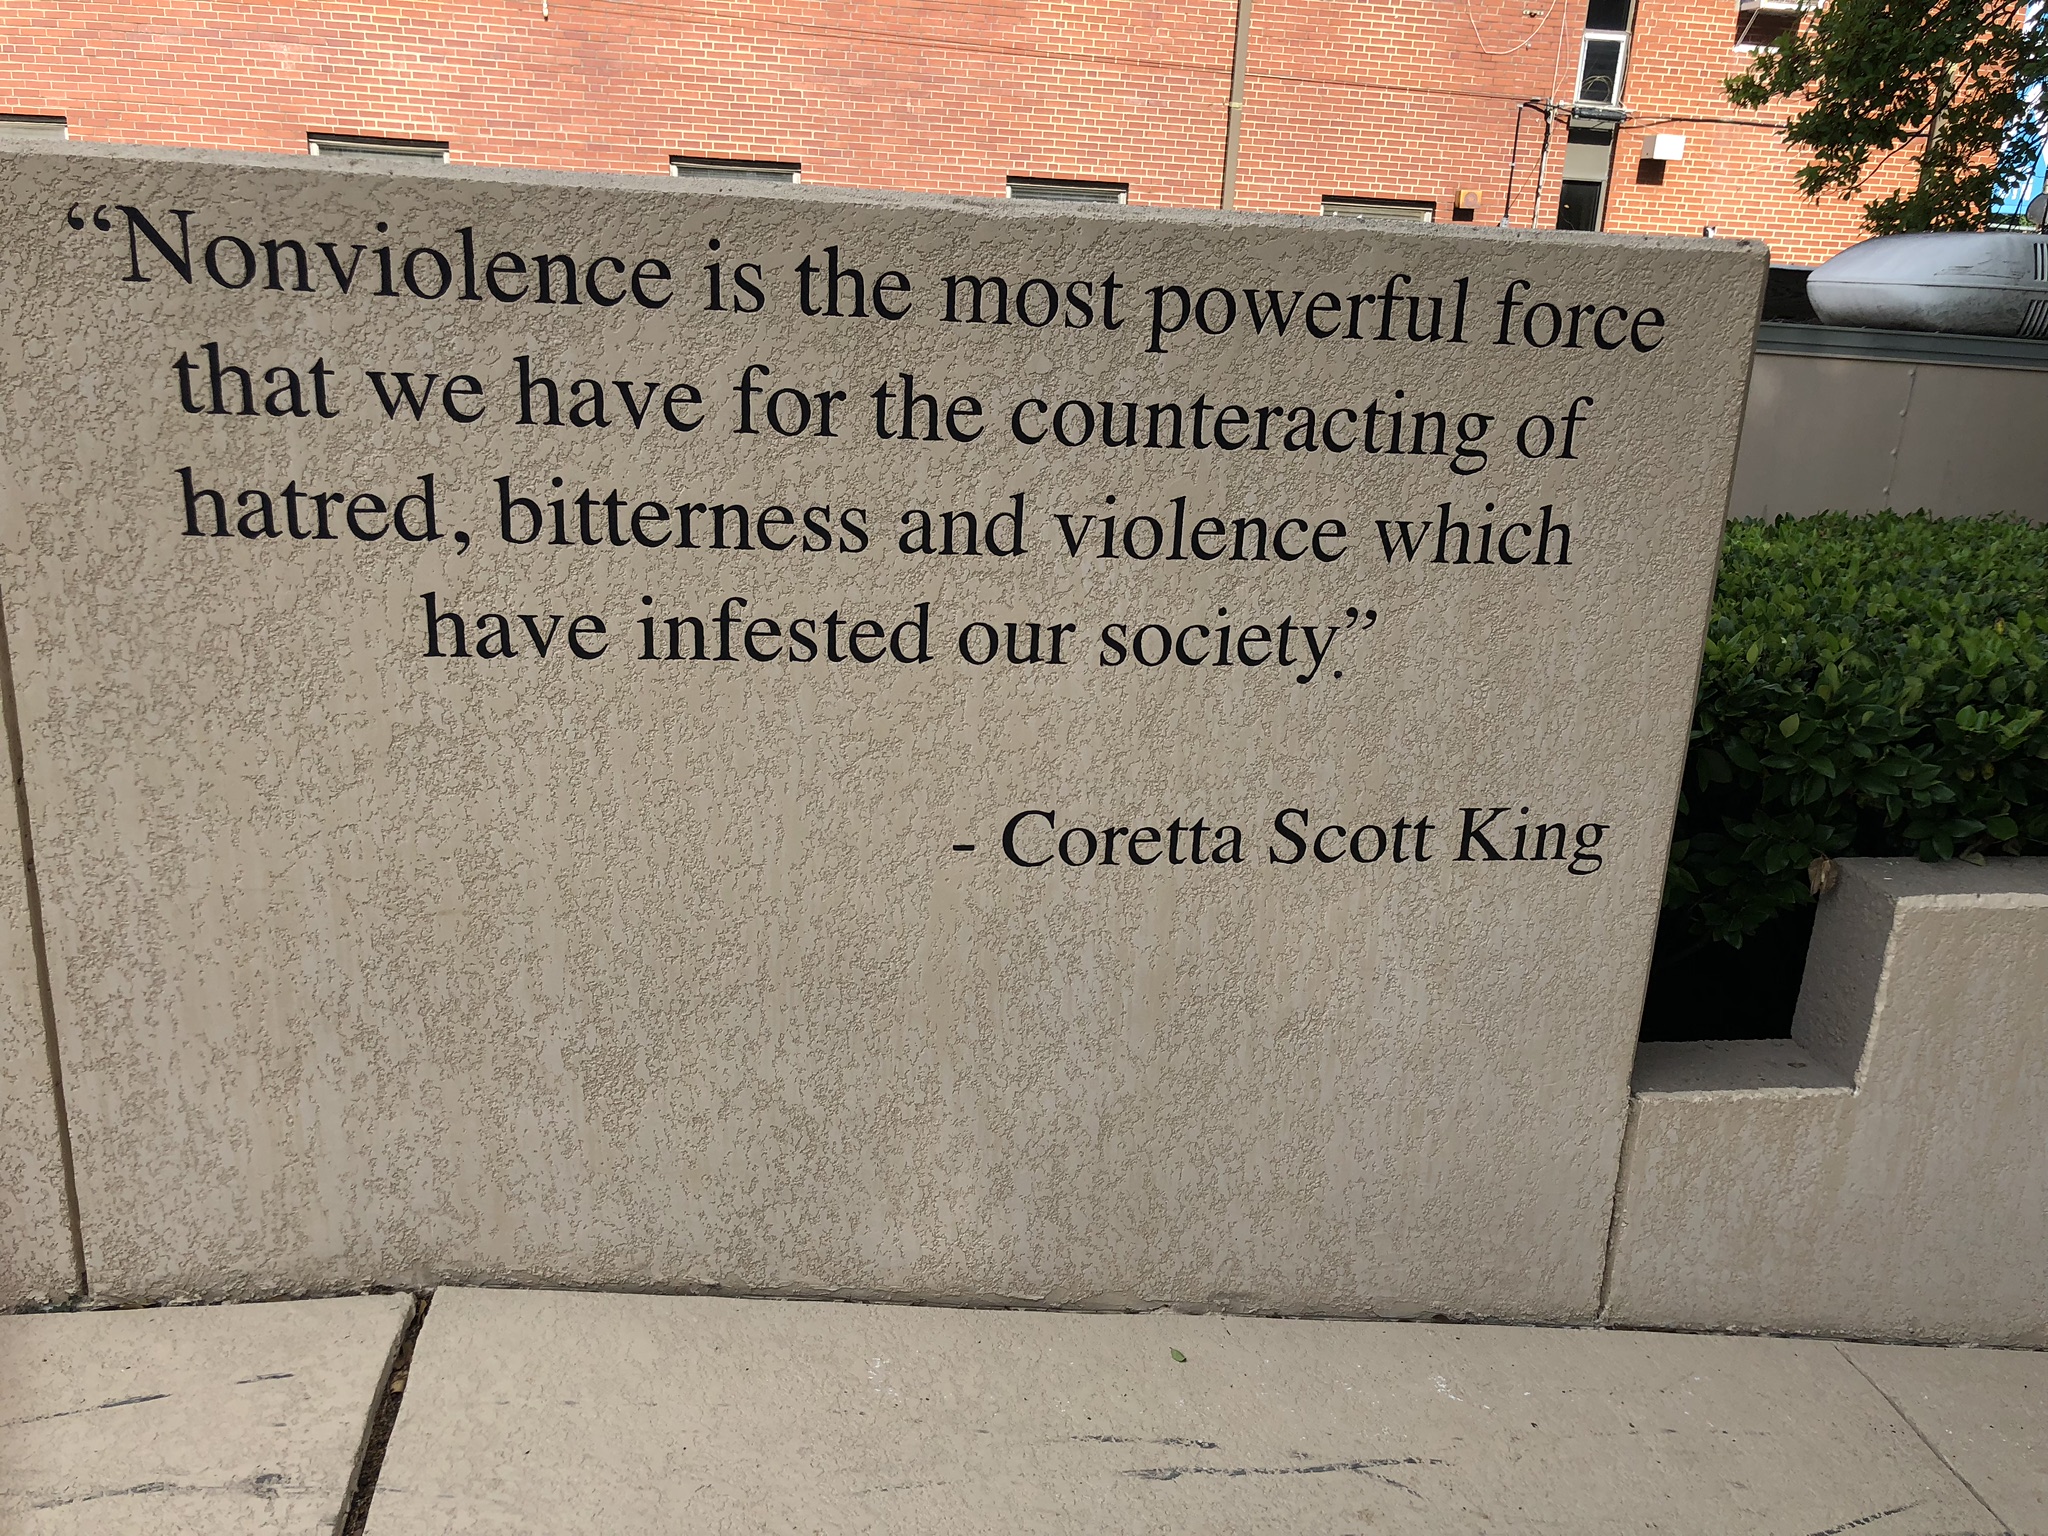 “Nonviolence is the most powerful force
that we have for the counteracting of
hatred, bitterness and violence which
have infested our society.”
- Coretta Scott King